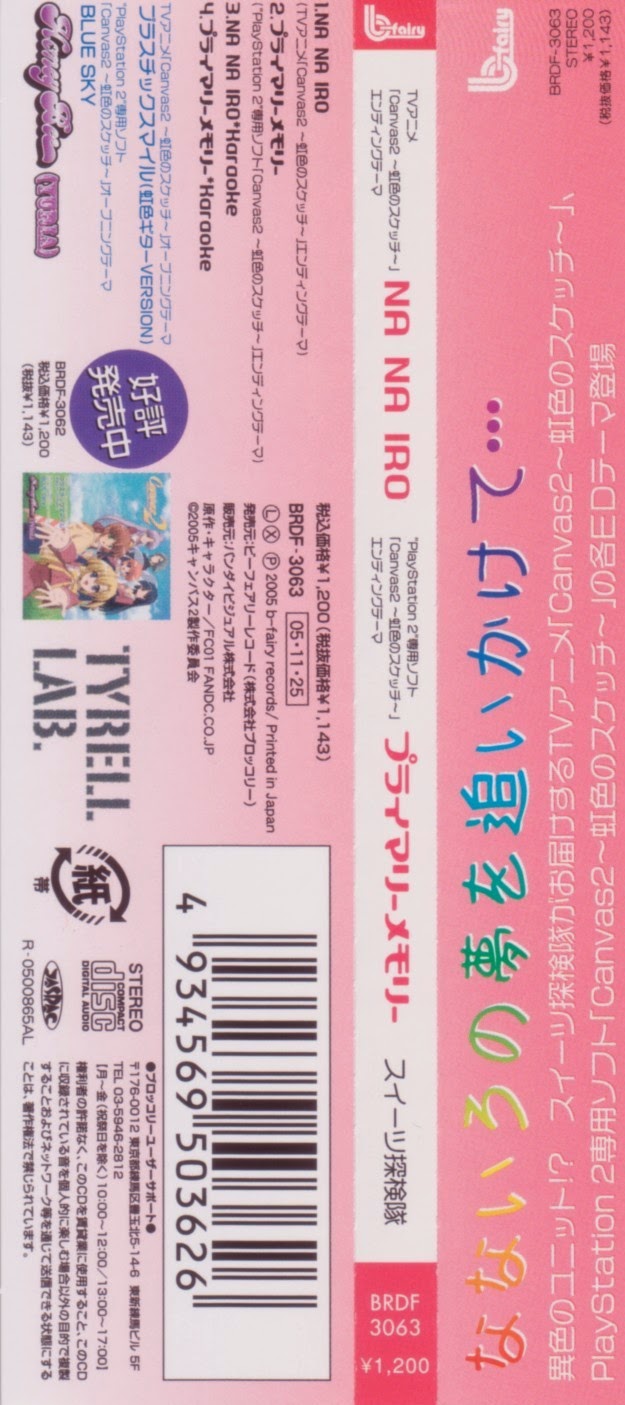 b-fairy
BRDF-3063
STEREO
¥1,200
(税抜¥1,143)
なないろの夢を追いかけて…
異色のユニット!?　スイーツ探検隊がお届けするTVアニメ「Canvas2～虹色のスケッチ～」、
PlayStation 2専用ソフト「Canvas2～虹色のスケッチ～」の各EDテーマ登場
b-fairy
TVアニメ
「Canvas2 ～虹色のスケッチ～」
エンディングテーマ
NA NA IRO
"PlayStation 2"専用ソフト
「Canvas2 ～虹色のスケッチ～」
エンディングテーマ
プライマリーメモリー
スイーツ探検隊
BRDF
3063
¥1,200
1.NA NA IRO
(TVアニメ「Canvas2 ～虹色のスケッチ～」エンディングテーマ)
2.プライマリーメモリー
("PlayStation 2"専用ソフト「Canvas2 ～虹色のスケッチ～」エンディングテーマ)
3.NA NA IRO*Karaoke
4.プライマリーメモリー*Karaoke
TVアニメ「Canvas2 ～虹色のスケッチ～」オープニングテーマ
プラスチックスマイル(虹色ギターVERSION)
"PlayStation 2"専用ソフト
「Canvas2 ～虹色のスケッチ～」オープニングテーマ
BLUE SKY
(YURIA)
好評
発売中
BRDF-3062
税込価格¥1,200
(税抜¥1,143)
Canvas2
税込価格¥1,200(税抜価格¥1,143)
BRDF-3063 05・11・25
Ⓛ Ⓧ Ⓟ 2005 b-fairy records/ Printed in Japan
発売元:ビーフェアリーレコード(株式会社ブロッコリー)
販売元:バンダイビジュアル株式会社
原作・キャラクター／FC01 FANDC.CO.JP
©2005キャンバス2製作委員会
TYRELL
LAB.
紙
帯
4 934569 503626
STEREO
COMPACT
disc
DIGITAL AUDIO
JASRAC
R-0500865AL
●ブロッコリーユーザーサポート●
〒176-0012 東京都練馬区豊玉北5-14-6　東新練馬ビル 5F
TEL 03-5946-2812
[月～金(祝祭日を除く)10:00～12:00/13:00～17:00]
権利者の許諾なく、このCDを賃貸業に使用すること、このCD
に収録されている音を個人的に楽しむ場合以外の目的で複製
することおよびネットワーク等を通じて送信できる状態にする
ことは、著作権法で禁じられています。